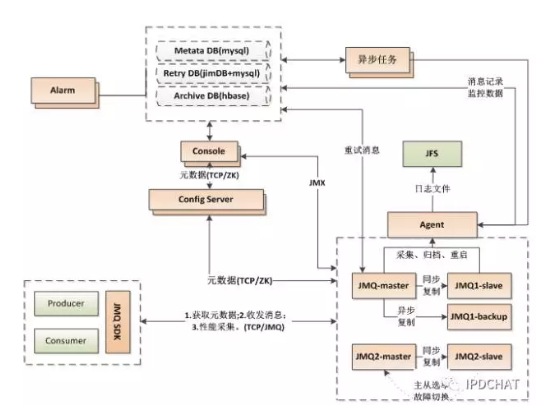 Metata DB(mysql)
Retry DB(jimDB+mysql)
Archive DB(hbase)
异步任务
Alarm
消息记录
监控数据
Console
重试消息
JFS
元数据(TCP/ZK)
JMX
日志文件
Config Server
Agent
采集、归档、重启
元数据(TCP/ZK)
JMQ-master
同步
复制
JMQ1-slave
Producer
JMQ SDK
1.获取元数据;2.收发消息;
3.性能采集。(TCP/JMQ)
异步
复制
JMQ1-backup
Consumer
JMQ2-master
同步
复制
JMQ2-slave
主从选举
故障切换。
IPDCHAT